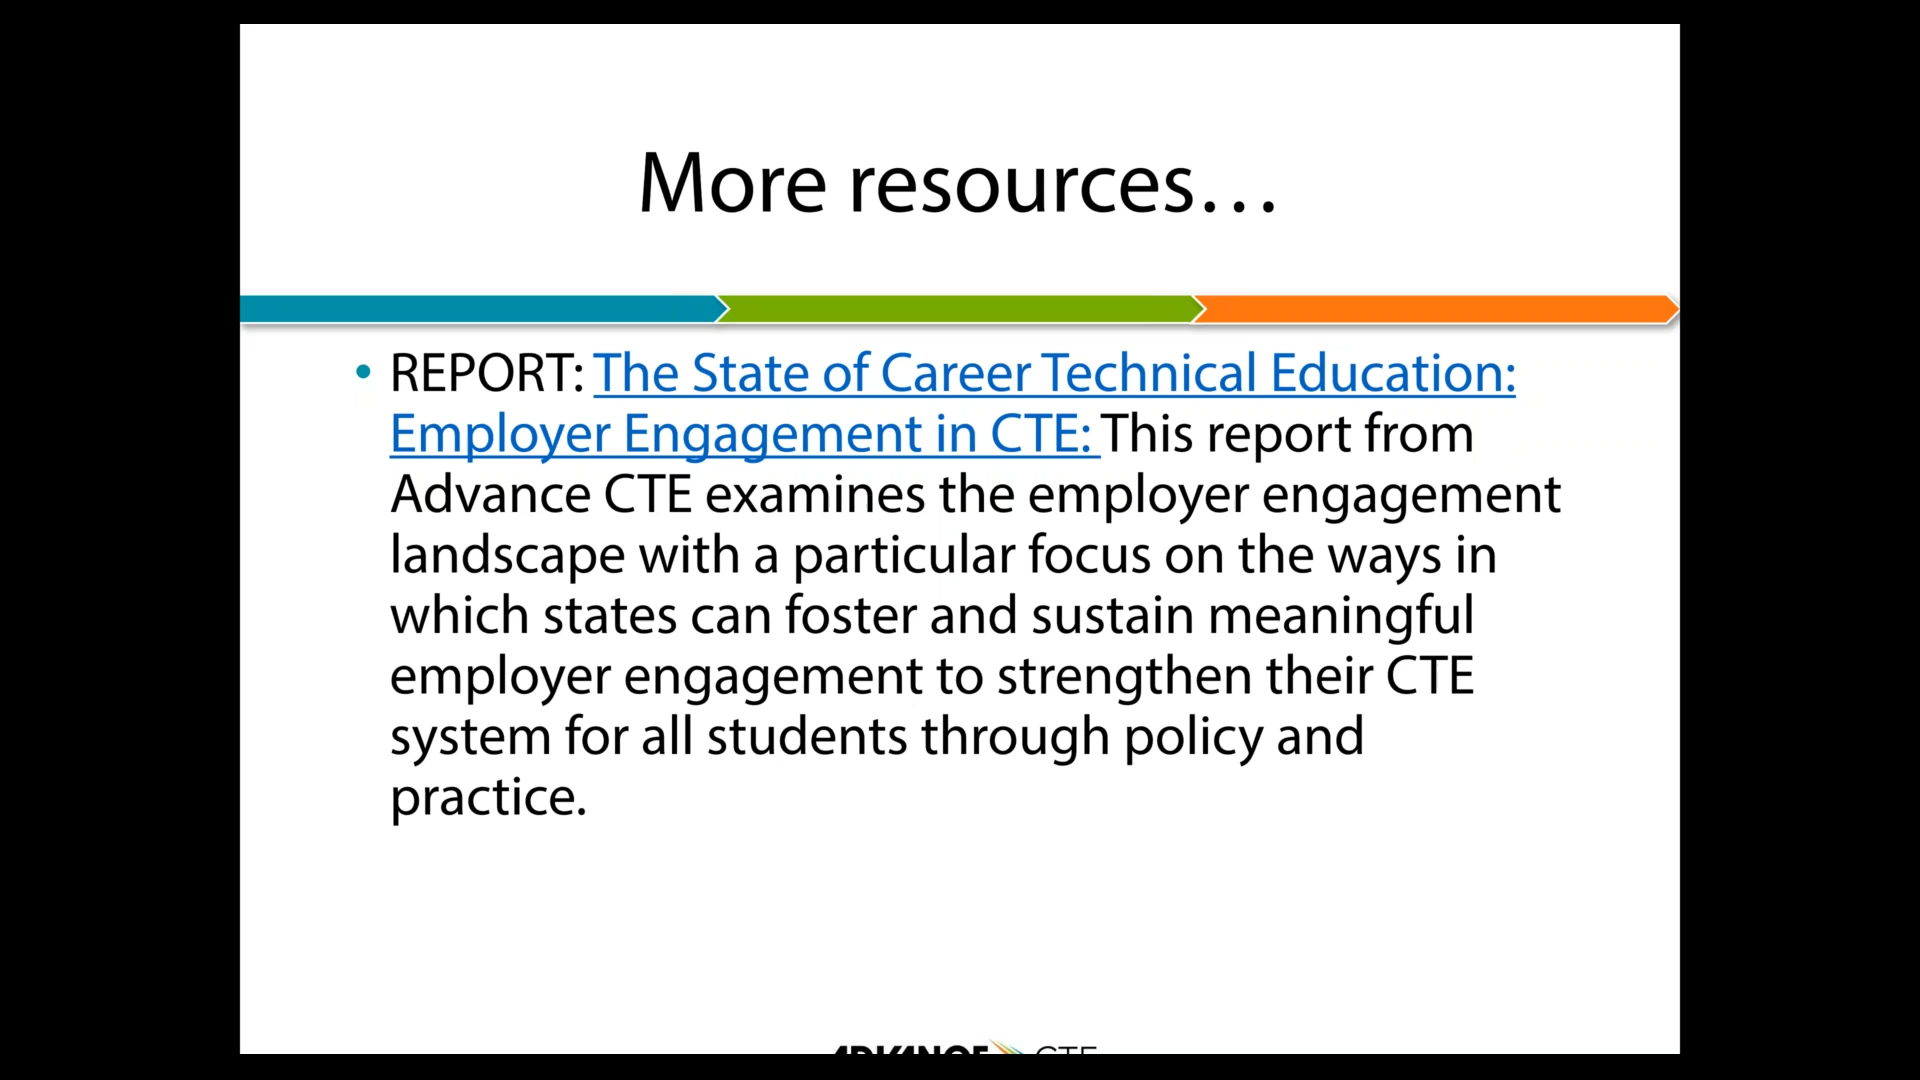 More resources…
• REPORT: The State of Career Technical Education:
Employer Engagement in CTE: This report from
Advance CTE examines the employer engagement
landscape with a particular focus on the ways in
which states can foster and sustain meaningful
employer engagement to strengthen their CTE
system for all students through policy and
practice.
ADVANCE CTE